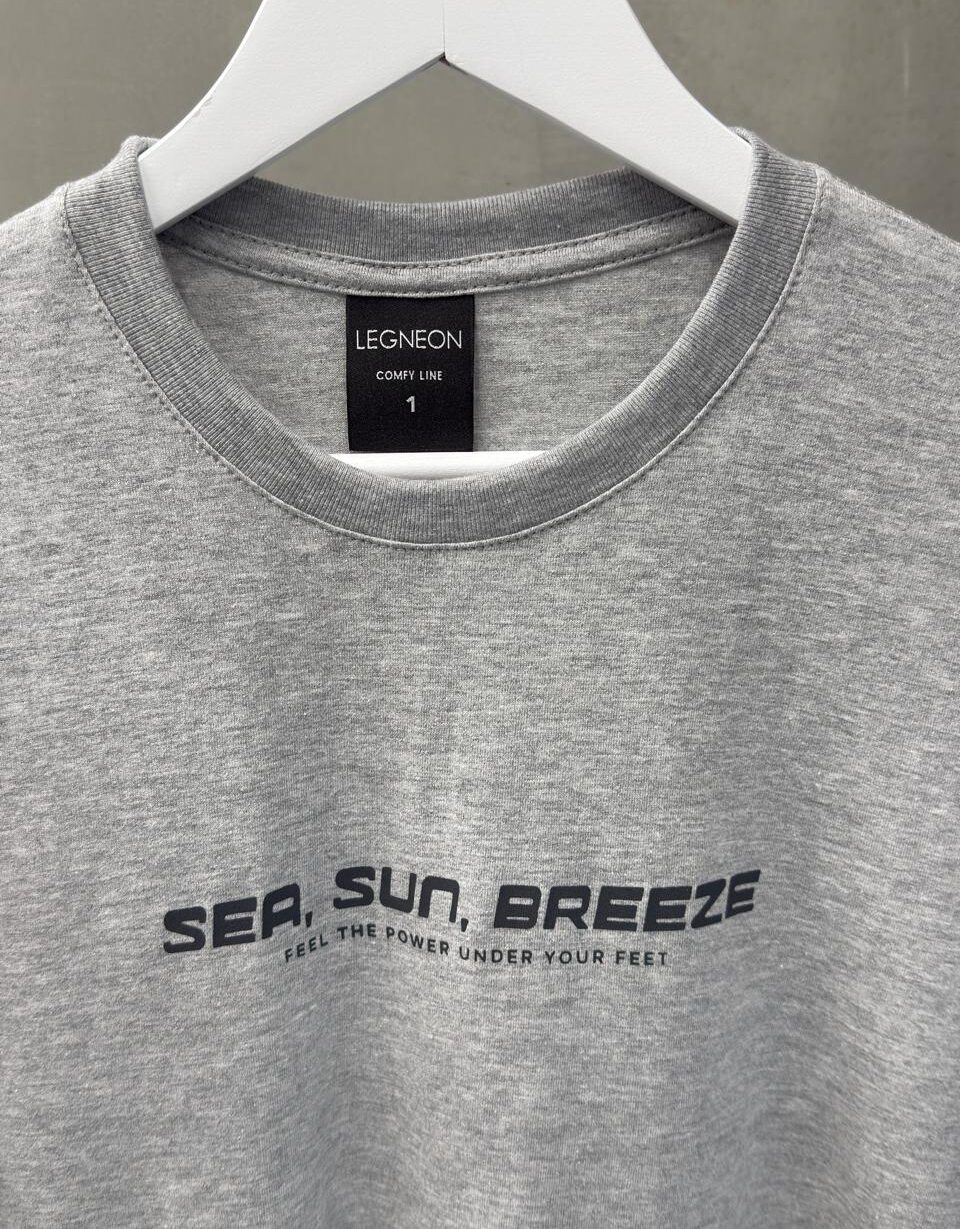 LEGNEON
COMFY LINE
1
SEA, SUN, BREEZE
FEEL THE POWER UNDER YOUR FEET